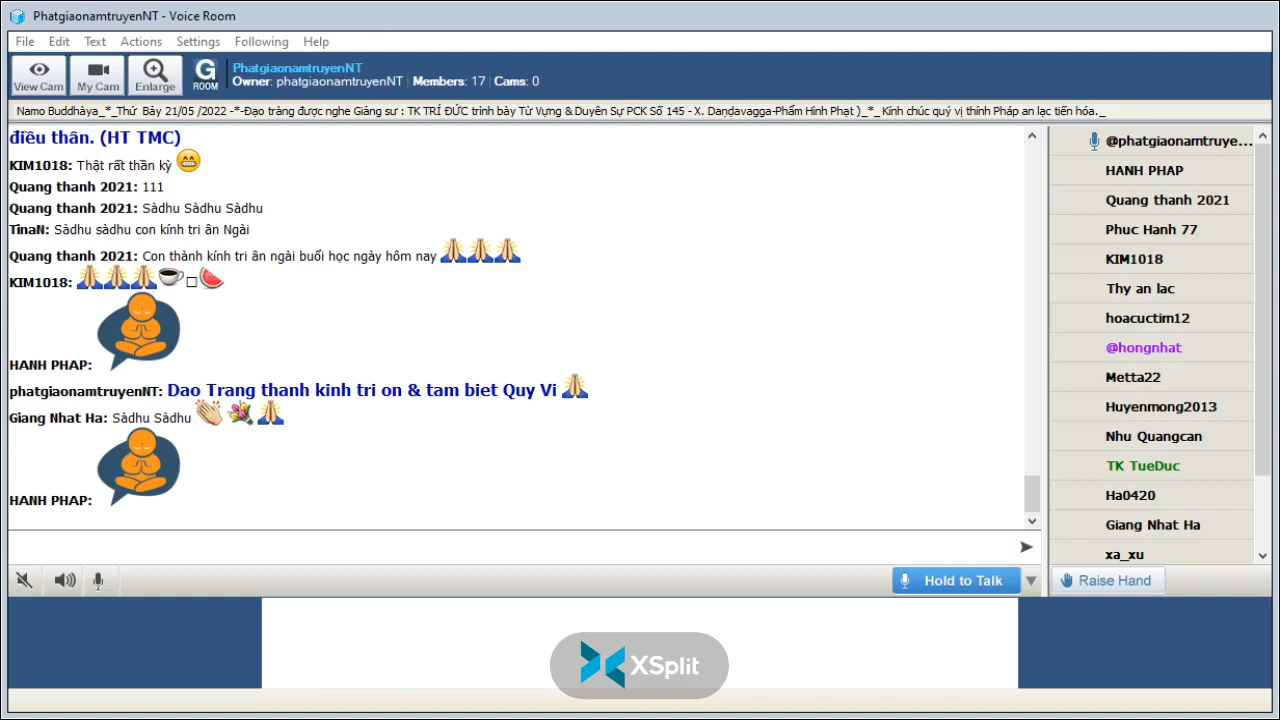 PhatgiaonamtruyenNT - Voice Room
File Edit Text Actions Settings Following Help
View Cam My Cam Enlarge G ROOM
PhatgiaonamtruyenNT
Owner: phatgiaonamtruyenNT | Members: 17 | Cams: 0
Namo Buddhàya_*_Thứ Bảy 21/05 /2022 -*-Đạo tràng được nghe Giảng sư : TK TRÍ ĐỨC trình bày Từ Vựng & Duyên Sự PCK Số 145 - X. Daṇḍavagga-Phẩm Hình Phạt )_*_ Kính chúc quý vị thính Pháp an lạc tiến hóa._
điều thân. (HT TMC)
KIM1018: Thật rất thần kỳ 😁
Quang thanh 2021: 111
Quang thanh 2021: Sàdhu Sàdhu Sàdhu
TinaN: Sàdhu sàdhu con kính tri ân Ngài
Quang thanh 2021: Con thành kính tri ân ngài buổi học ngày hôm nay 🙏🙏🙏
KIM1018: 🙏🙏🙏☕□🍉
HANH PHAP:
phatgiaonamtruyenNT: Dao Trang thanh kinh tri on & tam biet Quy Vi 🙏
Giang Nhat Ha: Sàdhu Sàdhu 👏💐🙏
HANH PHAP:
@phatgiaonamtruye...
HANH PHAP
Quang thanh 2021
Phuc Hanh 77
KIM1018
Thy an lac
hoacuctim12
@hongnhat
Metta22
Huyenmong2013
Nhu Quangcan
TK TueDuc
Ha0420
Giang Nhat Ha
xa_xu
Hold to Talk
Raise Hand
XSplit